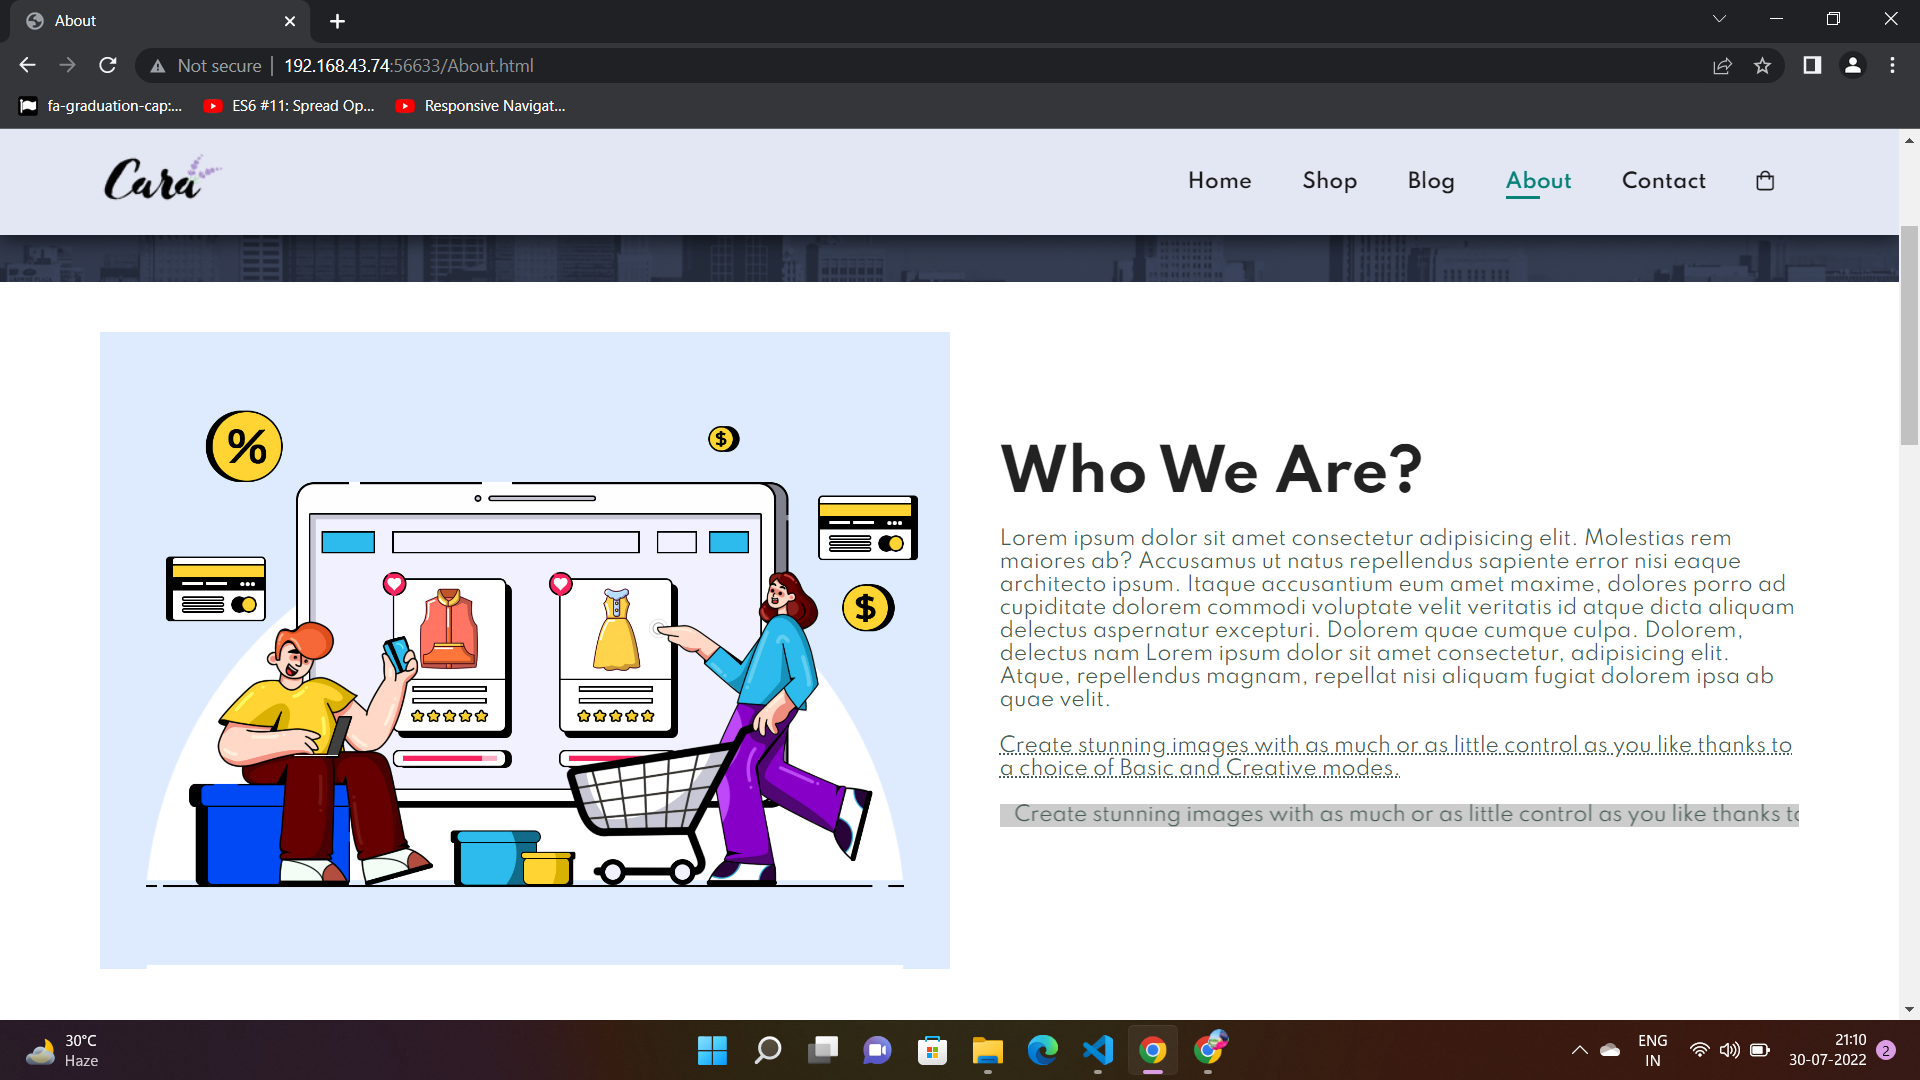 About
Not secure | 192.168.43.74:56633/About.html
fa-graduation-cap:... ES6 #11: Spread Op... Responsive Navigat...
Cara
Home Shop Blog About Contact
%
$
$
Who We Are?
Lorem ipsum dolor sit amet consectetur adipisicing elit. Molestias rem
maiores ab? Accusamus ut natus repellendus sapiente error nisi eaque
architecto ipsum. Itaque accusantium eum amet maxime, dolores porro ad
cupiditate dolorem commodi voluptate velit veritatis id atque dicta aliquam
delectus aspernatur excepturi. Dolorem quae cumque culpa. Dolorem,
delectus nam Lorem ipsum dolor sit amet consectetur, adipisicing elit.
Atque, repellendus magnam, repellat nisi aliquam fugiat dolorem ipsa ab
quae velit.
Create stunning images with as much or as little control as you like thanks to
a choice of Basic and Creative modes.
Create stunning images with as much or as little control as you like thanks to
30°C
Haze
ENG
IN
21:10
30-07-2022
2